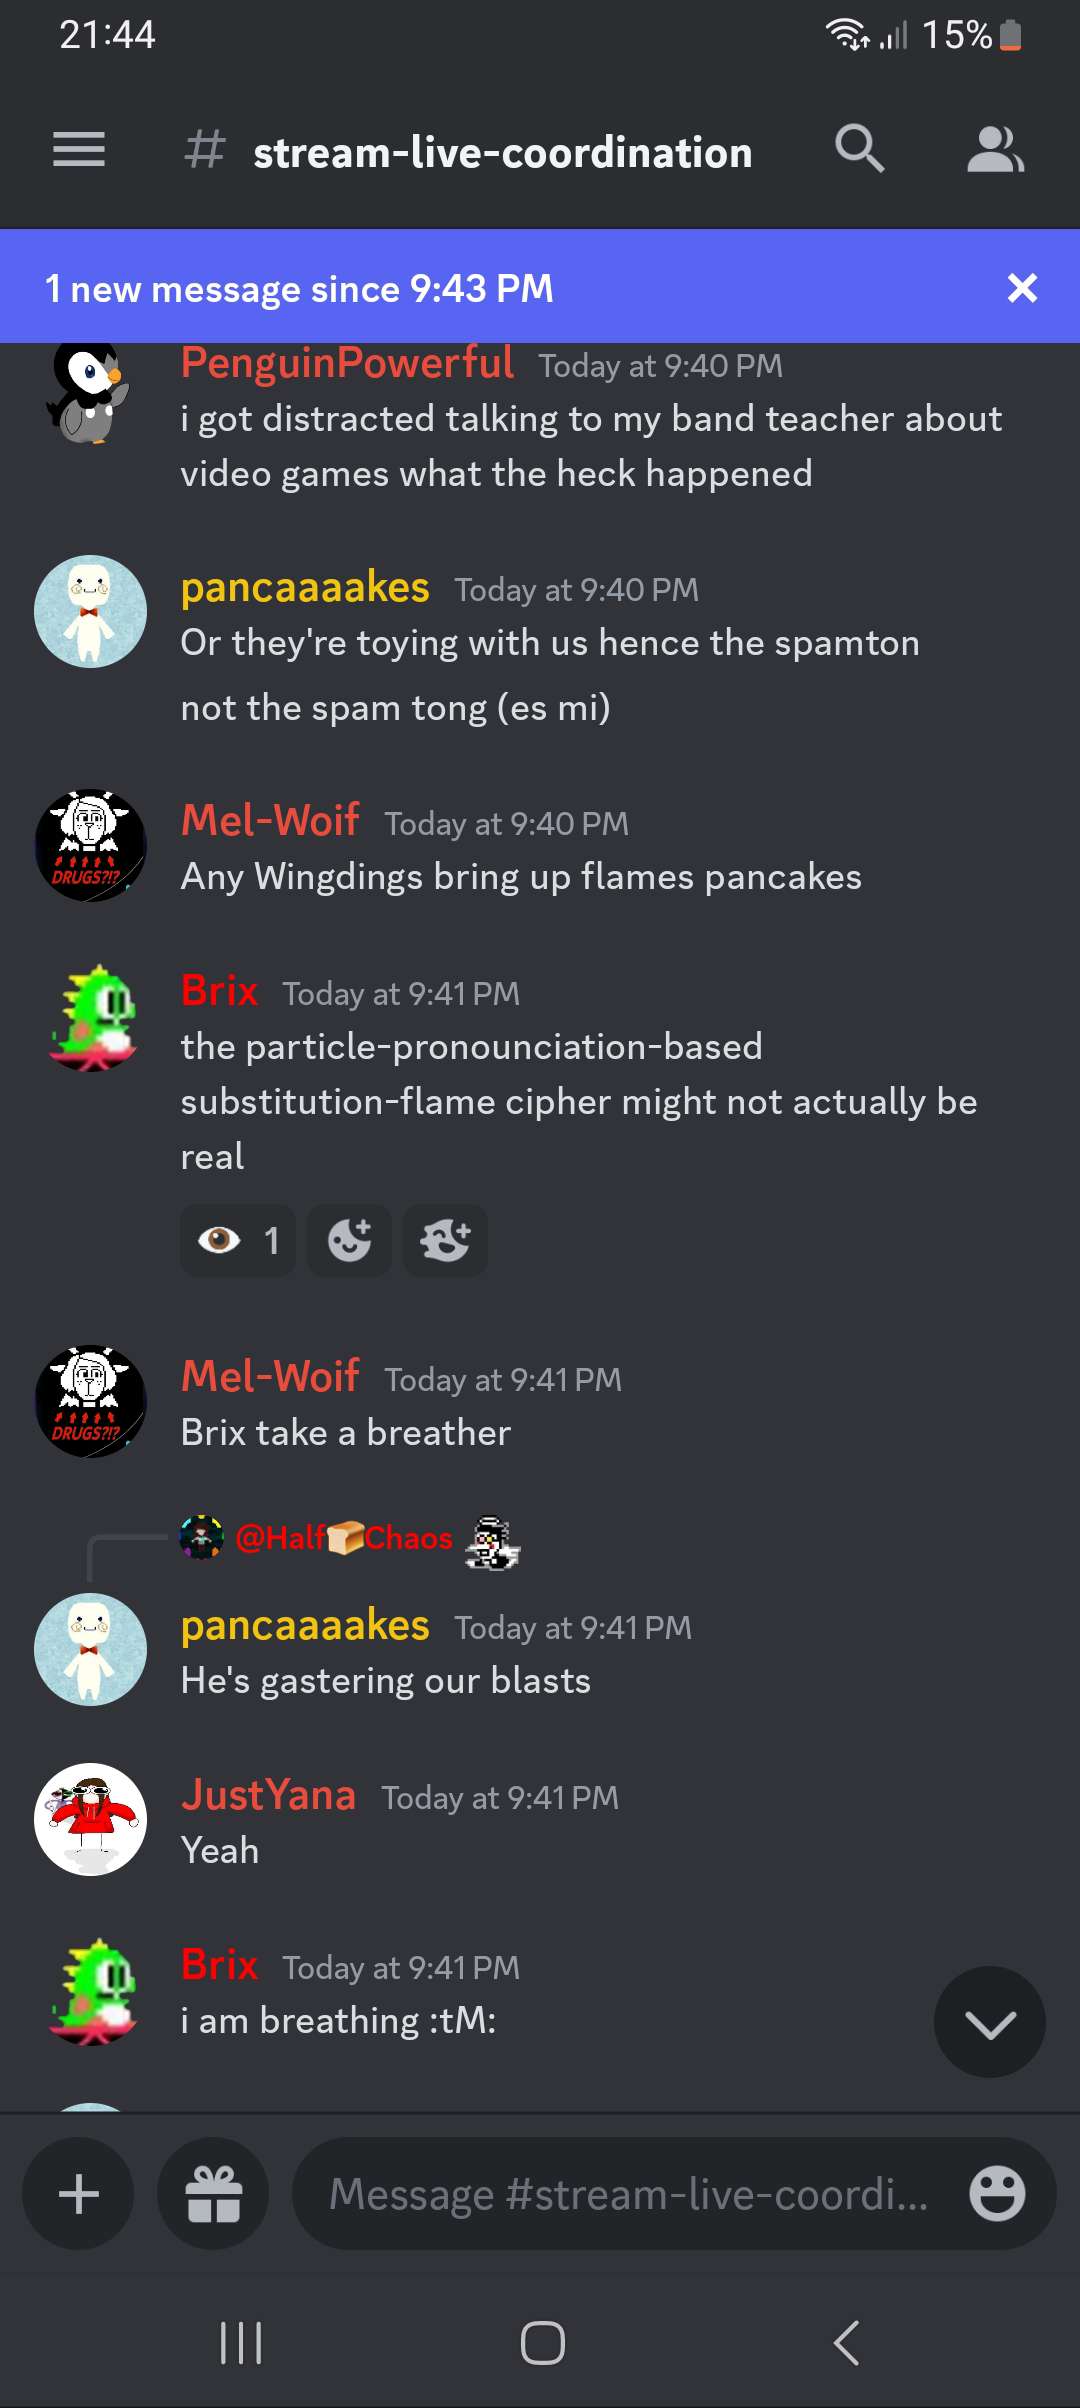 21:44
15%
# stream-live-coordination
1 new message since 9:43 PM
PenguinPowerful Today at 9:40 PM
i got distracted talking to my band teacher about
video games what the heck happened
pancaaaakes Today at 9:40 PM
Or they're toying with us hence the spamton
not the spam tong (es mi)
Mel-Woif Today at 9:40 PM
DRUGS?!?
Any Wingdings bring up flames pancakes
Brix Today at 9:41 PM
the particle-pronounciation-based
substitution-flame cipher might not actually be
real
1
Mel-Woif Today at 9:41 PM
DRUGS?!?
Brix take a breather
@Half🍞Chaos
pancaaaakes Today at 9:41 PM
He's gastering our blasts
JustYana Today at 9:41 PM
Yeah
Brix Today at 9:41 PM
i am breathing :tM:
Message #stream-live-coordi...